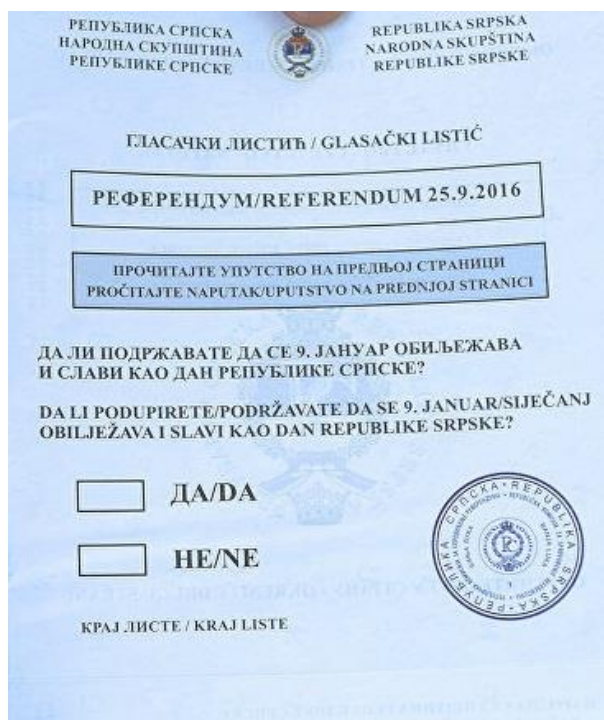 РЕПУБЛИКА СРПСКА
НАРОДНА СКУПШТИНА
РЕПУБЛИКЕ СРПСКЕ
REPUBLIKA SRPSKA
NARODNA SKUPŠTINA
REPUBLIKE SRPSKE
ГЛАСАЧКИ ЛИСТИЋ / GLASAČKI LISTIĆ
РЕФЕРЕНДУМ/REFERENDUM 25.9.2016
ПРОЧИТАЈТЕ УПУТСТВО НА ПРЕДЊОЈ СТРАНИЦИ
PROČITAJTE NAPUTAK/UPUTSTVO NA PREDNJOJ STRANICI
ДА ЛИ ПОДРЖАВАТЕ ДА СЕ 9. ЈАНУАР ОБИЉЕЖАВА
И СЛАВИ КАО ДАН РЕПУБЛИКЕ СРПСКЕ?
DA LI PODUPIRETE/PODRŽAVATE DA SE 9. JANUAR/SIJEČANJ
OBILJEŽAVA I SLAVI KAO DAN REPUBLIKE SRPSKE?
ДА/DA
НЕ/NE
РЕПУБЛИКА СРПСКА • REPUBLIKA SRPSKA
КРАЈ ЛИСТЕ / KRAJ LISTE